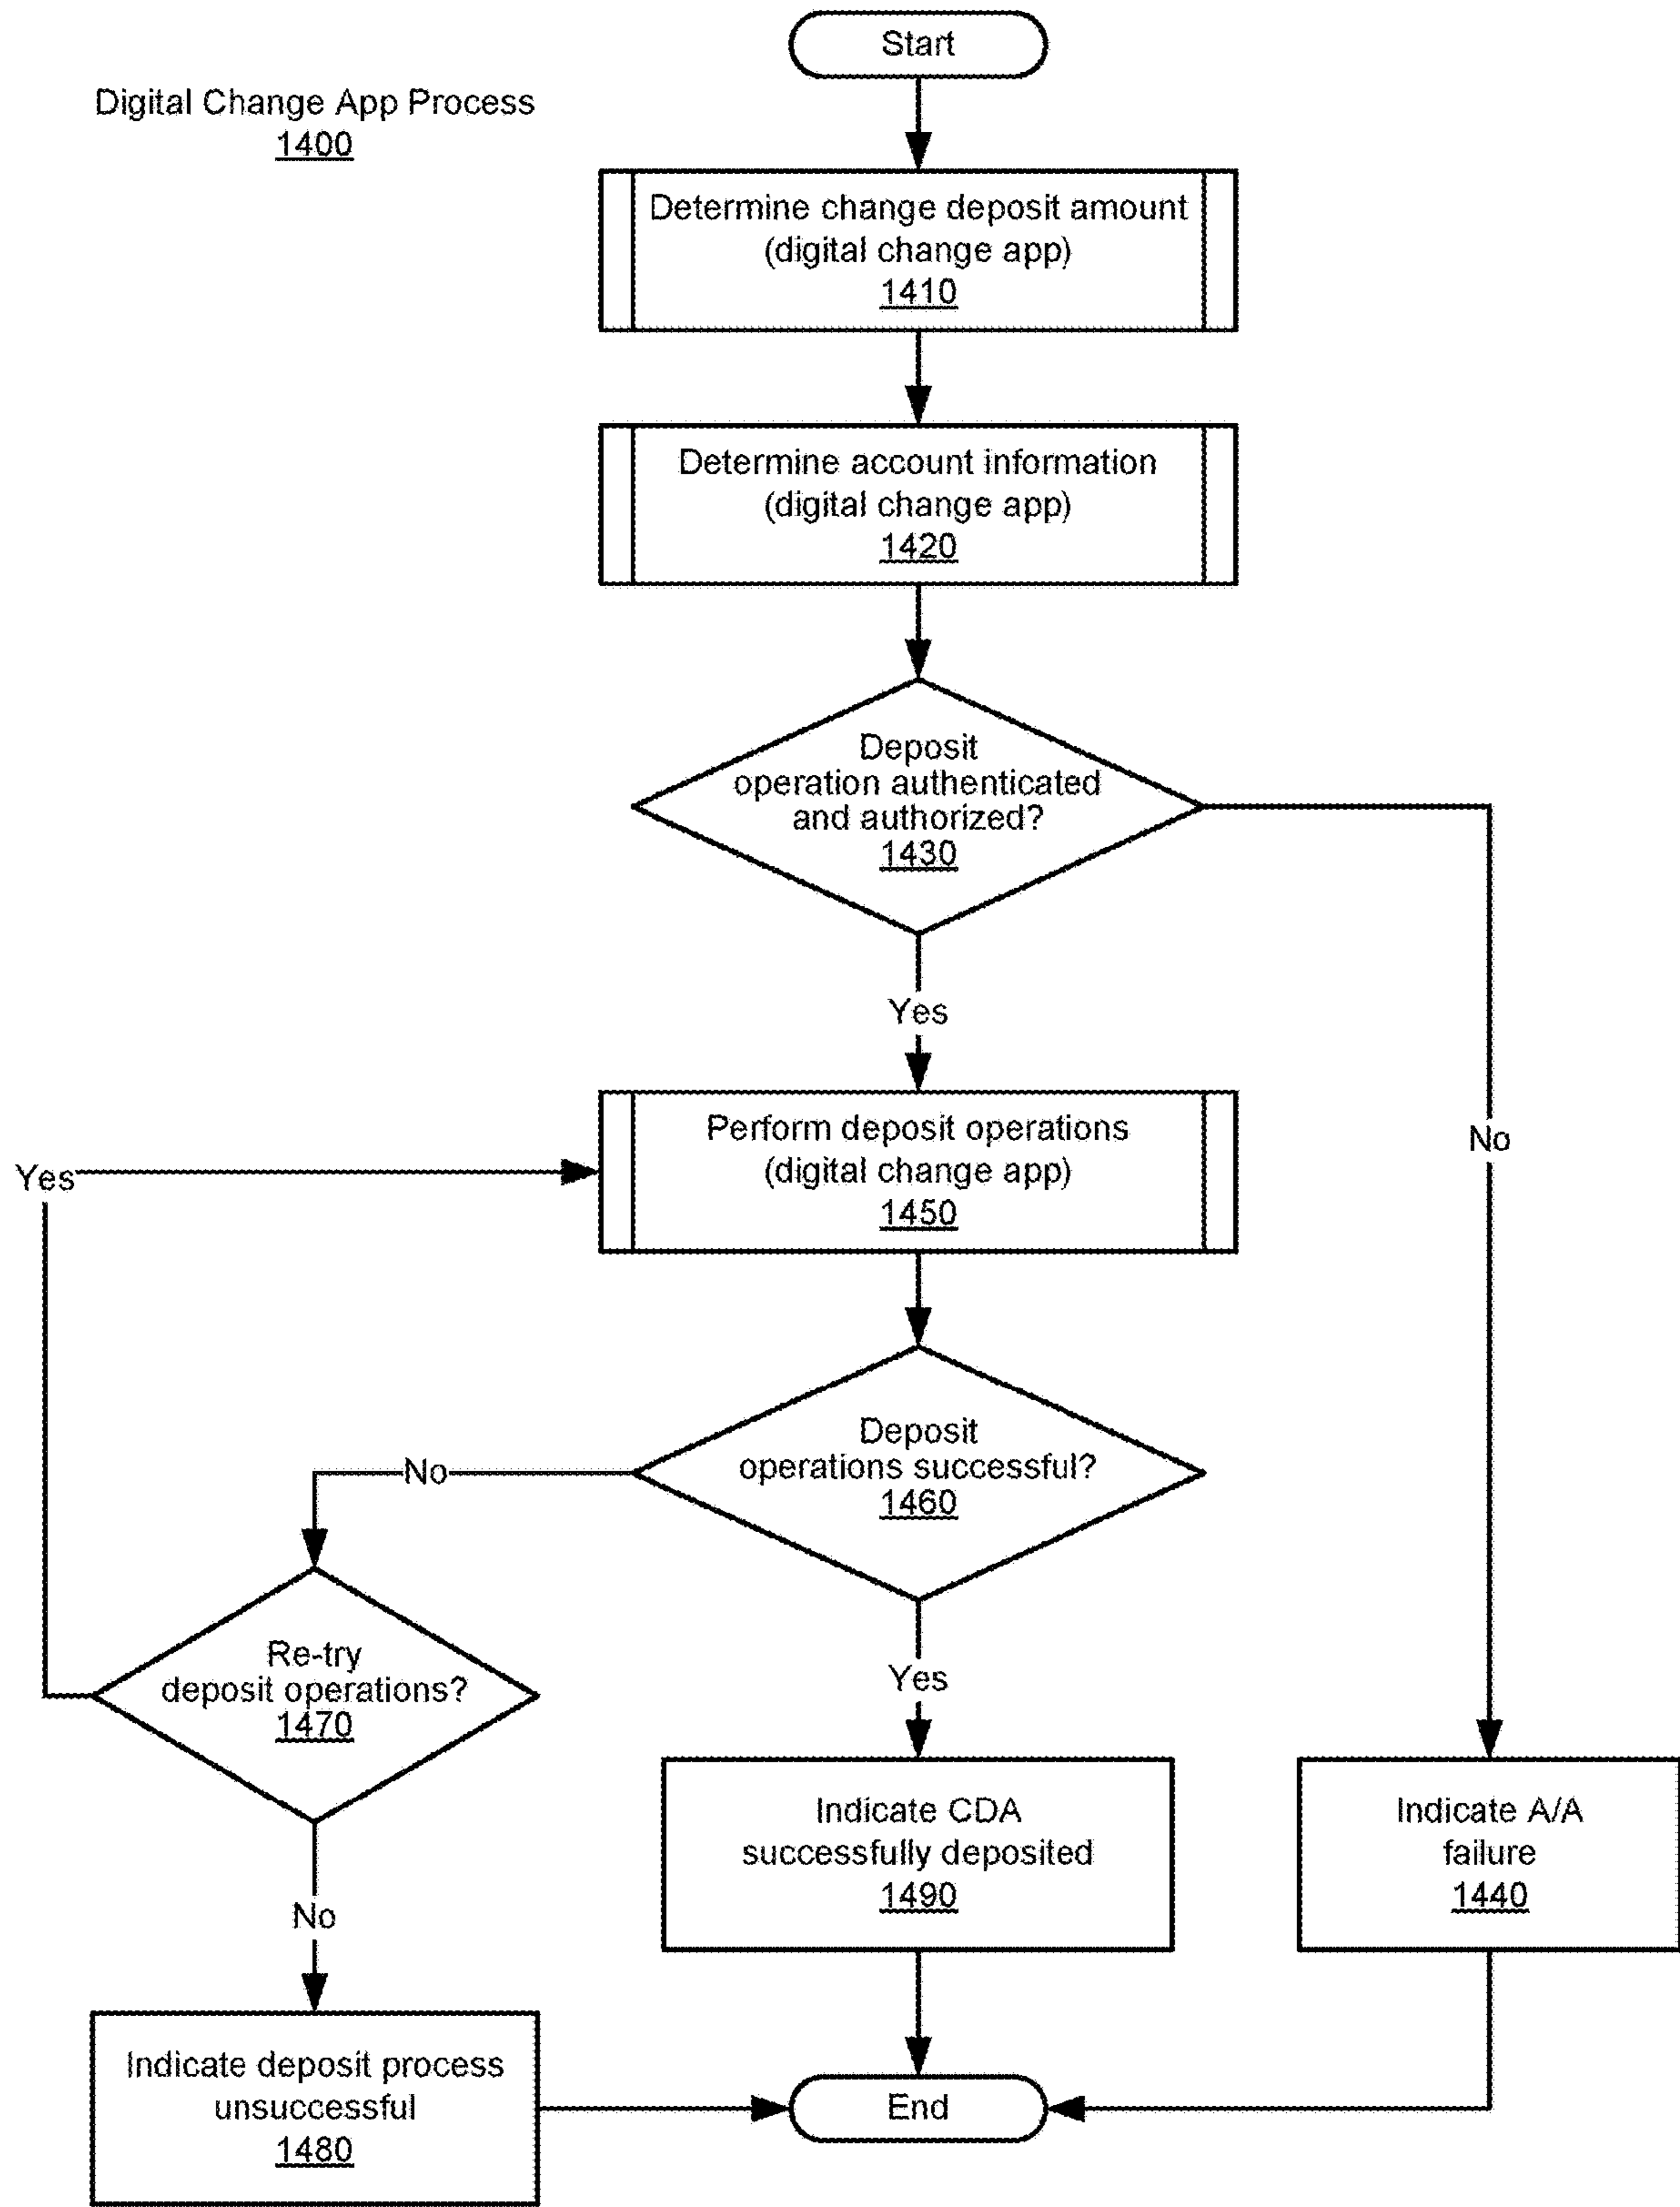 Start
Digital Change App Process
1400
Determine change deposit amount
(digital change app)
1410
Determine account information
(digital change app)
1420
Deposit
operation authenticated
and authorized?
1430
Yes
No
Perform deposit operations
(digital change app)
1450
Yes
Deposit
operations successful?
1460
No
Re-try
deposit operations?
1470
Yes
Indicate CDA
successfully deposited
1490
Indicate A/A
failure
1440
No
Indicate deposit process
unsuccessful
1480
End